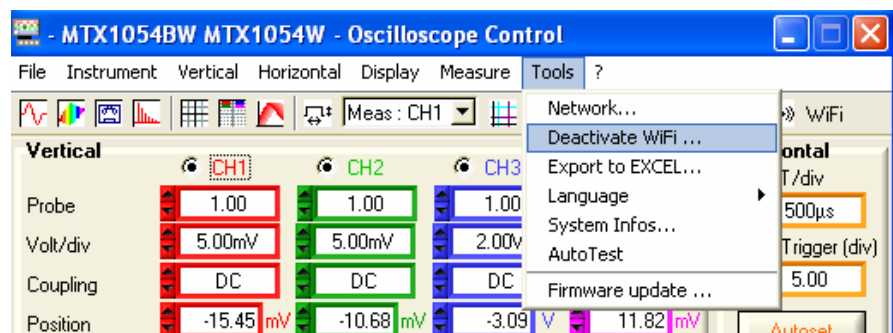 - MTX1054BW MTX1054W - Oscilloscope Control
File Instrument Vertical Horizontal Display Measure Tools ?
Meas : CH1 WiFi
Network...
Deactivate WiFi ...
Export to EXCEL...
Language
System Infos...
AutoTest
Firmware update ...
Vertical
CH1 CH2 CH3
Probe 1.00 1.00 1.00
Volt/div 5.00mV 5.00mV 2.00V
Coupling DC DC DC
Position -15.45 mV -10.68 mV -3.09 V 11.82 mV
ontal
T/div
500µs
Trigger (div)
5.00
Autoset